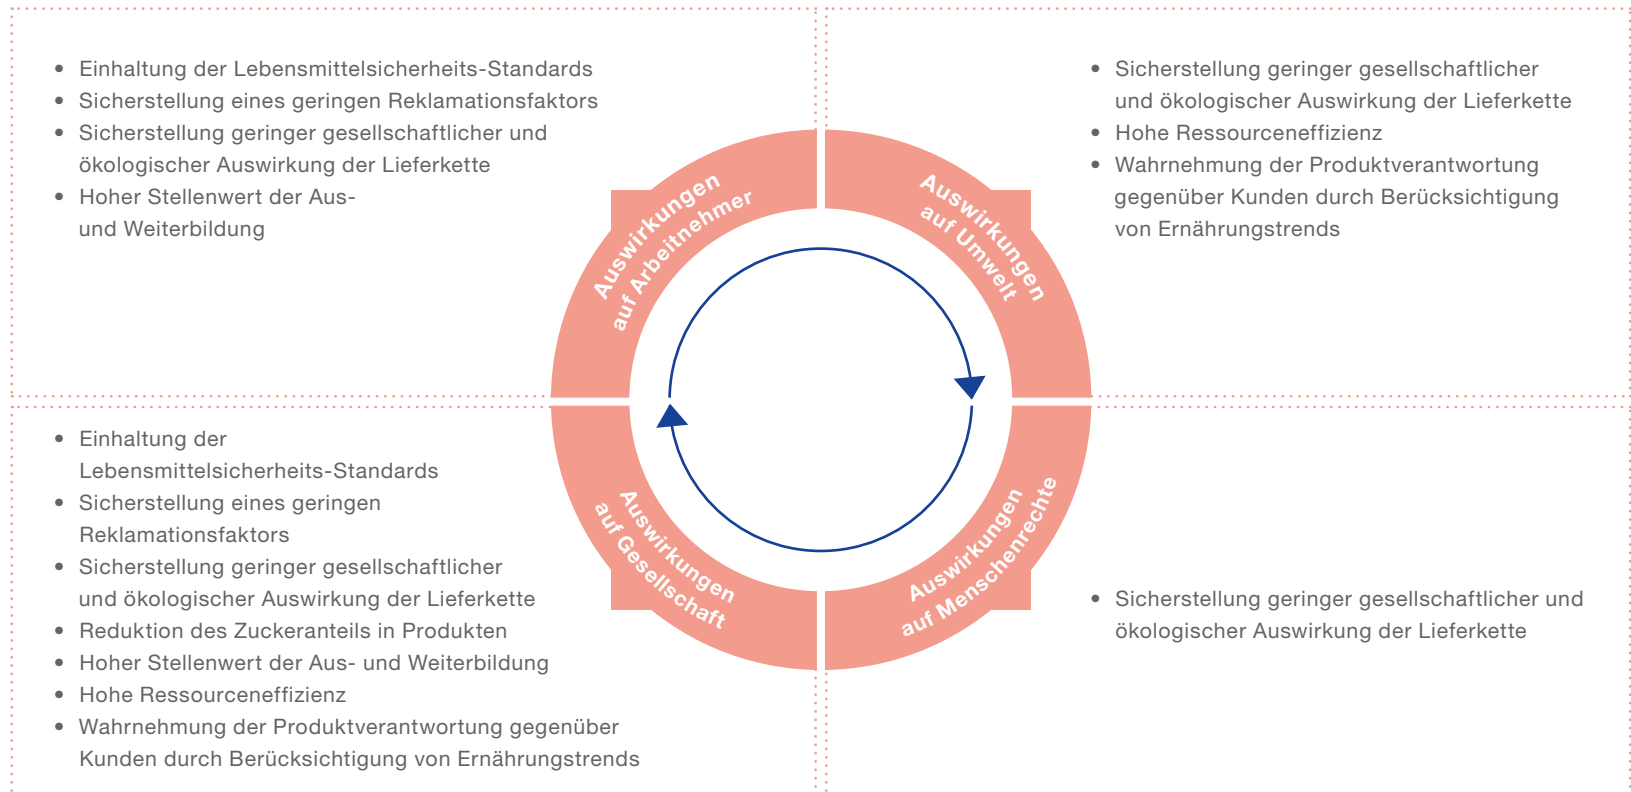 • Einhaltung der Lebensmittelsicherheits-Standards
• Sicherstellung eines geringen Reklamationsfaktors
• Sicherstellung geringer gesellschaftlicher und
ökologischer Auswirkung der Lieferkette
• Hoher Stellenwert der Aus-
und Weiterbildung
Auswirkungen
auf Arbeitnehmer
• Sicherstellung geringer gesellschaftlicher
und ökologischer Auswirkung der Lieferkette
• Hohe Ressourceneffizienz
• Wahrnehmung der Produktverantwortung
gegenüber Kunden durch Berücksichtigung
von Ernährungstrends
Auswirkungen
auf Umwelt
• Einhaltung der
Lebensmittelsicherheits-Standards
• Sicherstellung eines geringen
Reklamationsfaktors
• Sicherstellung geringer gesellschaftlicher
und ökologischer Auswirkung der Lieferkette
• Reduktion des Zuckeranteils in Produkten
• Hoher Stellenwert der Aus- und Weiterbildung
• Hohe Ressourceneffizienz
• Wahrnehmung der Produktverantwortung gegenüber
Kunden durch Berücksichtigung von Ernährungstrends
Auswirkungen
auf Gesellschaft
Auswirkungen
auf Menschenrechte
• Sicherstellung geringer gesellschaftlicher und
ökologischer Auswirkung der Lieferkette